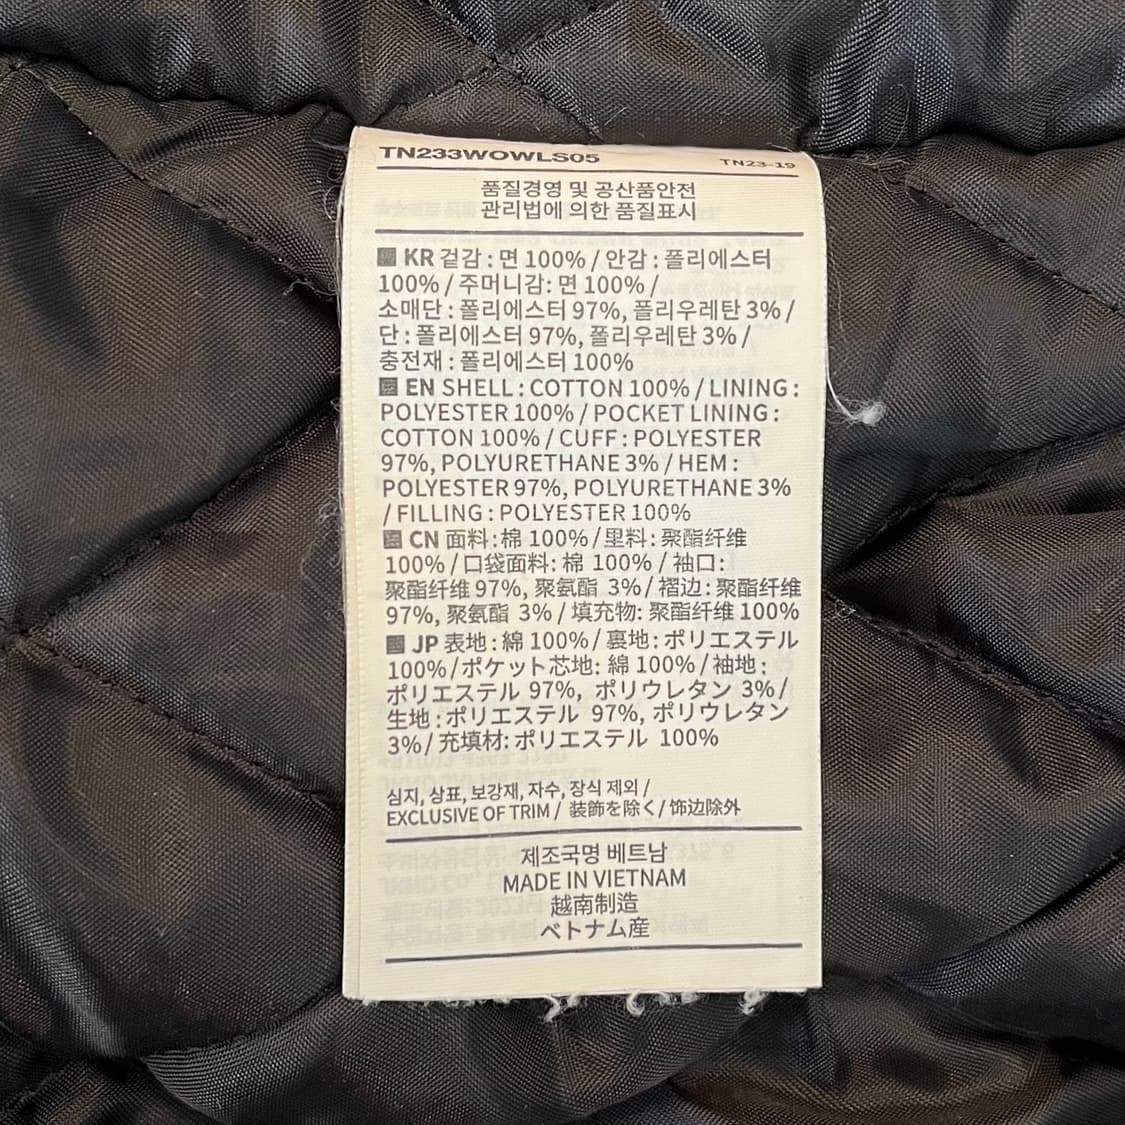 TN233WOWLS05
TN23-19
품질경영 및 공산품안전
관리법에 의한 품질표시
KR 겉감 : 면 100% / 안감 : 폴리에스터
100% / 주머니감: 면 100% /
소매단 : 폴리에스터 97%, 폴리우레탄 3% /
단 : 폴리에스터 97%, 폴리우레탄 3% /
충전재 : 폴리에스터 100%
EN SHELL : COTTON 100% / LINING :
POLYESTER 100% / POCKET LINING :
COTTON 100% / CUFF : POLYESTER
97%, POLYURETHANE 3% / HEM :
POLYESTER 97%, POLYURETHANE 3%
/ FILLING : POLYESTER 100%
CN 面料 : 棉 100% / 里料 : 聚酯纤维
100% / 口袋面料: 棉 100% / 袖口:
聚酯纤维 97%, 聚氨酯 3% / 褶边 : 聚酯纤维
97%, 聚氨酯 3% / 填充物: 聚酯纤维 100%
JP 表地 : 綿 100% / 裏地 : ポリエステル
100% / ポケット芯地: 綿 100% / 袖地 :
ポリエステル 97%, ポリウレタン 3% /
生地 : ポリエステル 97%, ポリウレタン
3% / 充填材: ポリエステル 100%
심지, 상표, 보강재, 자수, 장식 제외 /
EXCLUSIVE OF TRIM / 装飾を除く / 饰边除外
제조국명 베트남
MADE IN VIETNAM
越南制造
ベトナム産